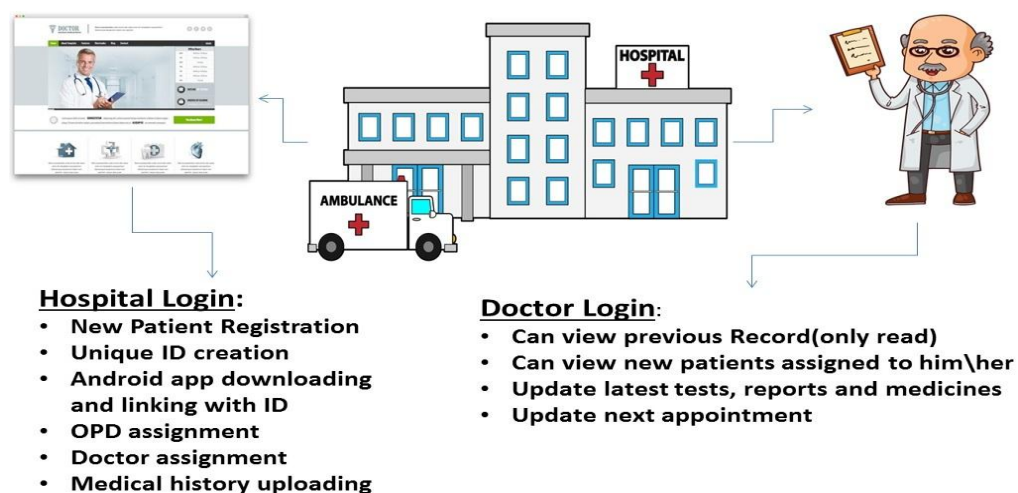 DOCTOR
HOSPITAL
AMBULANCE
Hospital Login:
• New Patient Registration
• Unique ID creation
• Android app downloading
and linking with ID
• OPD assignment
• Doctor assignment
• Medical history uploading
Doctor Login:
• Can view previous Record(only read)
• Can view new patients assigned to him\her
• Update latest tests, reports and medicines
• Update next appointment